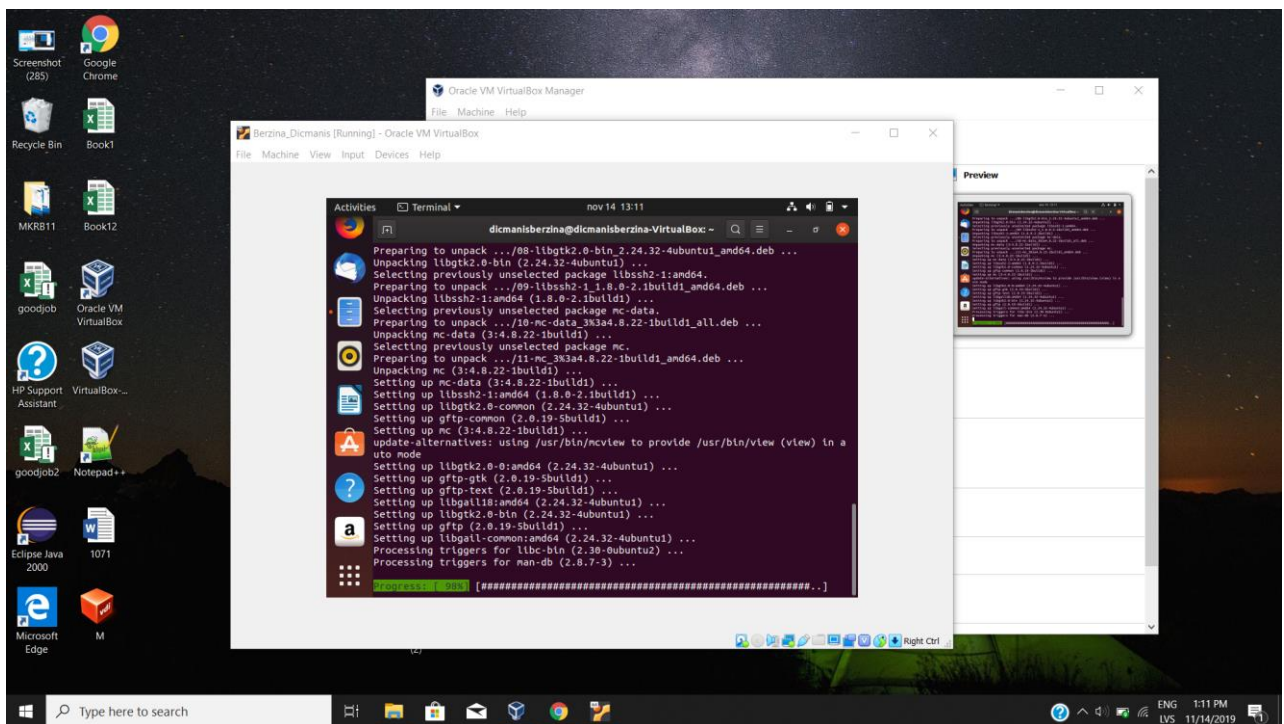 Screenshot
(285)
Google
Chrome
Recycle Bin
Book1
MKRB11
Book12
goodjob
Oracle VM
VirtualBox
HP Support
Assistant
VirtualBox-...
goodjob2
Notepad++
Eclipse Java
2000
1071
Microsoft
Edge
M
(2)
Oracle VM VirtualBox Manager
File Machine Help
Preview
Berzina_Dicmanis [Running] - Oracle VM VirtualBox
File Machine View Input Devices Help
Activities Terminal nov 14 13:11
dicmanisberzina@dicmanisberzina-VirtualBox: ~
Preparing to unpack .../08-libgtk2.0-bin_2.24.32-4ubuntu1_amd64.deb ...
Unpacking libgtk2.0-bin (2.24.32-4ubuntu1) ...
Selecting previously unselected package libssh2-1:amd64.
Preparing to unpack .../09-libssh2-1_1.8.0-2.1build1_amd64.deb ...
Unpacking libssh2-1:amd64 (1.8.0-2.1build1) ...
Selecting previously unselected package mc-data.
Preparing to unpack .../10-mc-data_3%3a4.8.22-1build1_all.deb ...
Unpacking mc-data (3:4.8.22-1build1) ...
Selecting previously unselected package mc.
Preparing to unpack .../11-mc_3%3a4.8.22-1build1_amd64.deb ...
Unpacking mc (3:4.8.22-1build1) ...
Setting up mc-data (3:4.8.22-1build1) ...
Setting up libssh2-1:amd64 (1.8.0-2.1build1) ...
Setting up libgtk2.0-common (2.24.32-4ubuntu1) ...
Setting up gftp-common (2.0.19-5build1) ...
Setting up mc (3:4.8.22-1build1) ...
update-alternatives: using /usr/bin/mcview to provide /usr/bin/view (view) in a
uto mode
Setting up libgtk2.0-0:amd64 (2.24.32-4ubuntu1) ...
Setting up gftp-gtk (2.0.19-5build1) ...
Setting up gftp-text (2.0.19-5build1) ...
Setting up libgail18:amd64 (2.24.32-4ubuntu1) ...
Setting up libgtk2.0-bin (2.24.32-4ubuntu1) ...
Setting up gftp (2.0.19-5build1) ...
Setting up libgail-common:amd64 (2.24.32-4ubuntu1) ...
Processing triggers for libc-bin (2.30-0ubuntu2) ...
Processing triggers for man-db (2.8.7-3) ...
Progress: [ 98%] [######################################################..]
Right Ctrl
Type here to search
ENG 1:11 PM
LVS 11/14/2019